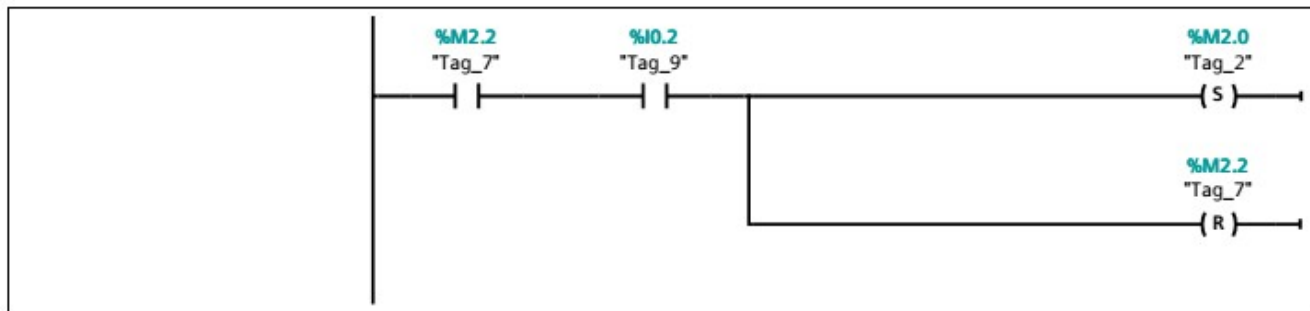 %M2.2 %I0.2 %M2.0
"Tag_7" "Tag_9" "Tag_2"
S
%M2.2
"Tag_7"
R